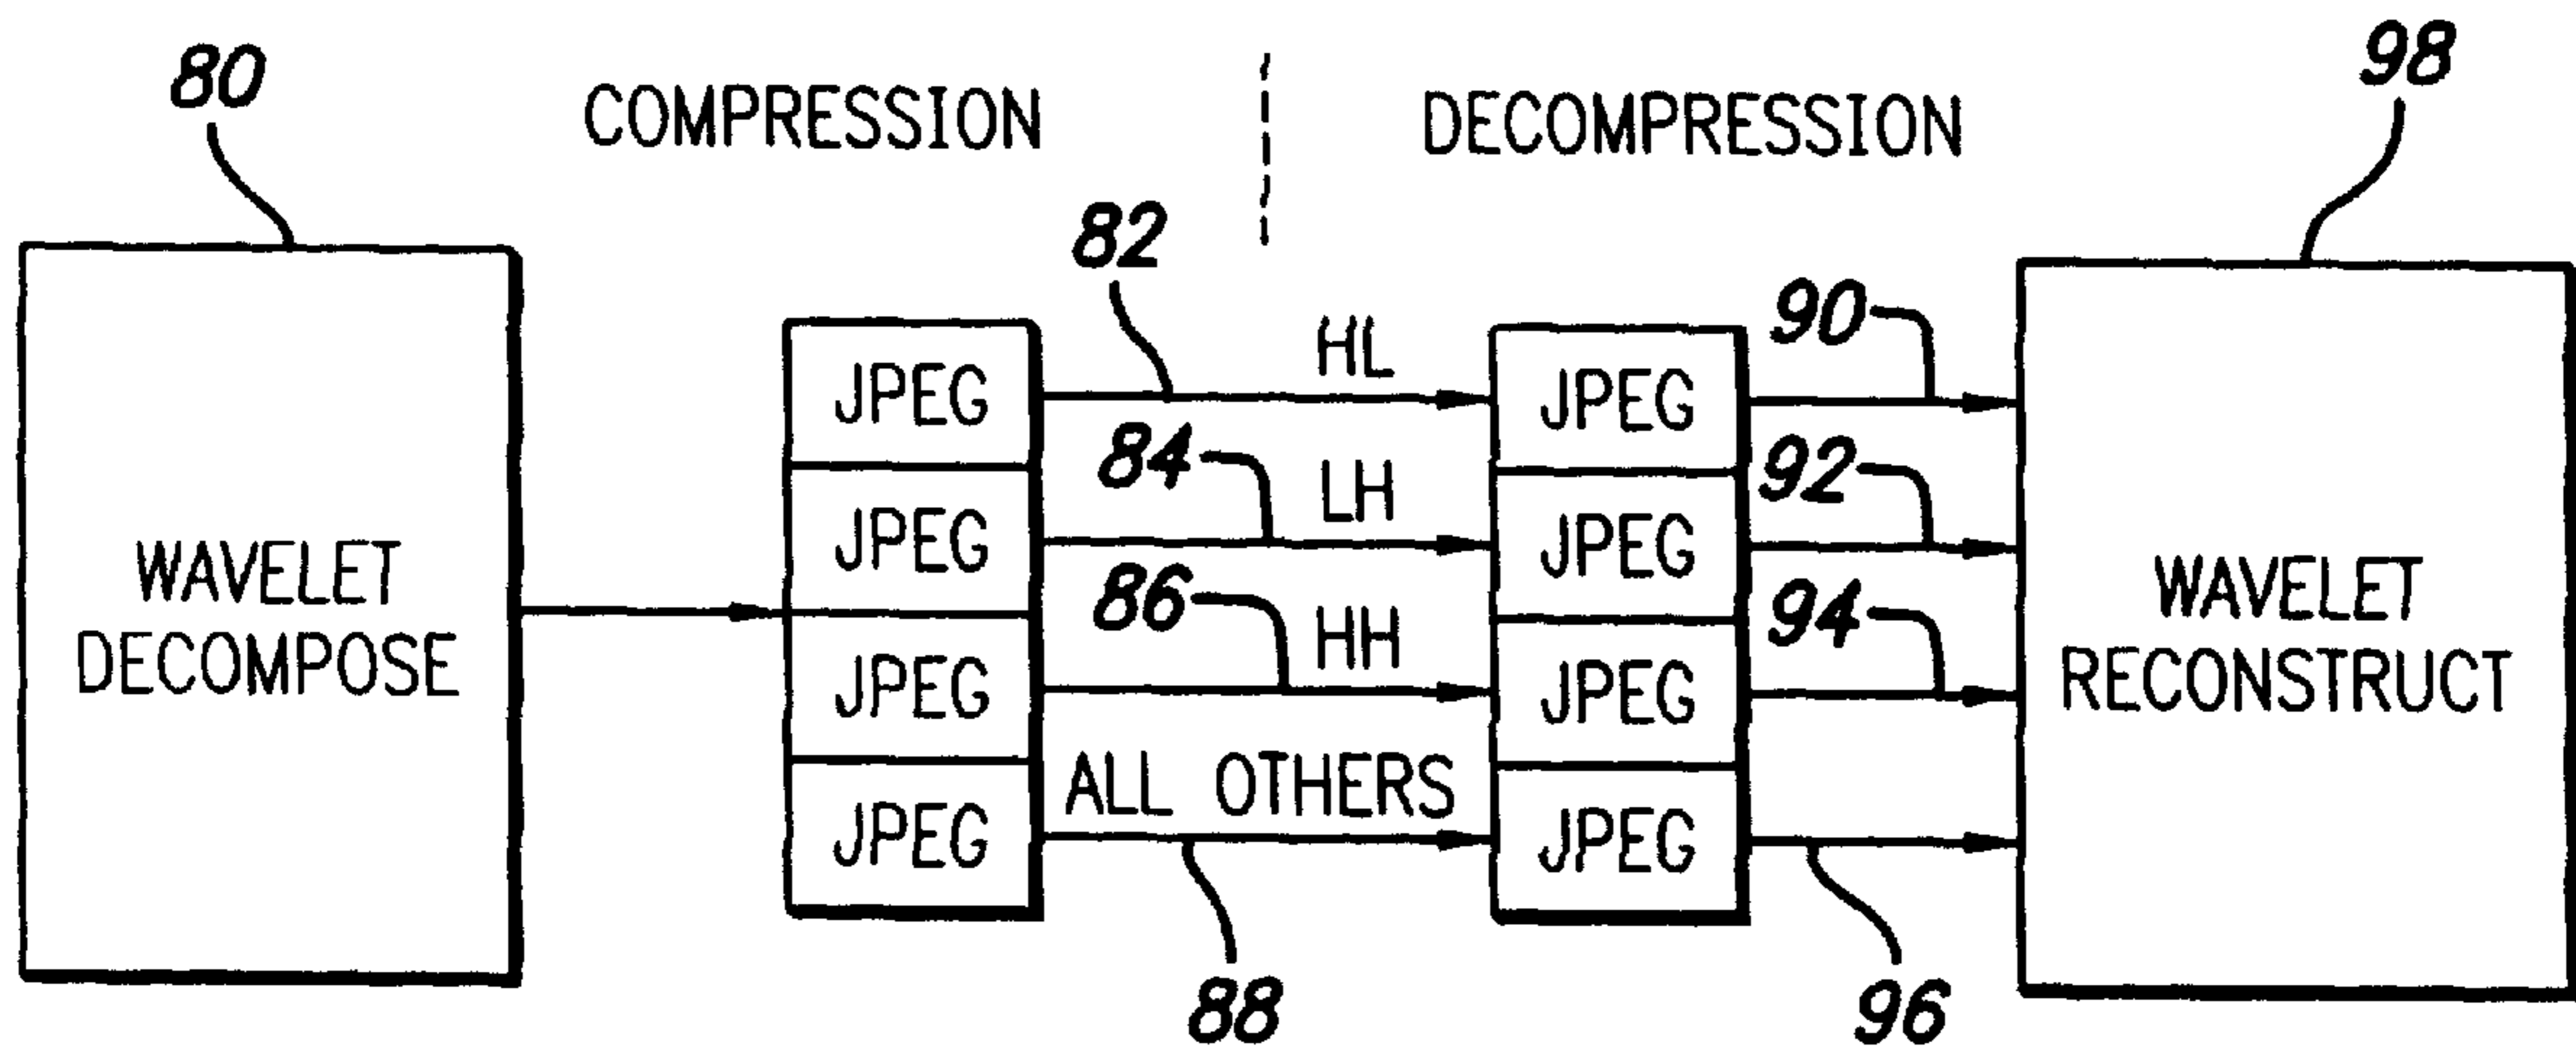 80
COMPRESSION
DECOMPRESSION
98
82
90
JPEG
HL
JPEG
84
92
JPEG
LH
JPEG
WAVELET
DECOMPOSE
86
94
WAVELET
RECONSTRUCT
JPEG
HH
JPEG
ALL OTHERS
JPEG
JPEG
88
96